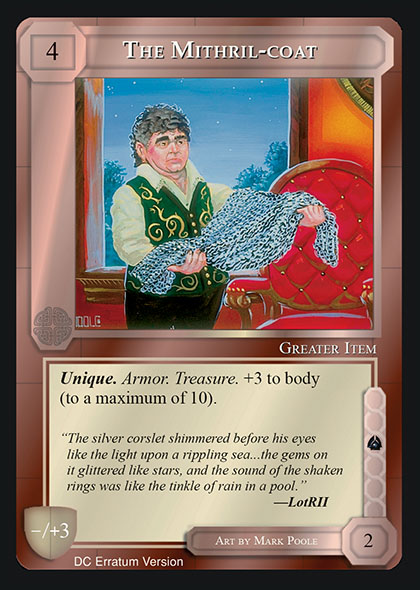 4
The Mithril-coat
Greater Item
Unique. Armor. Treasure. +3 to body
(to a maximum of 10).
“The silver corslet shimmered before his eyes
like the light upon a rippling sea...the gems on
it glittered like stars, and the sound of the shaken
rings was like the tinkle of rain in a pool.”
—LotRII
–/+3
Art by Mark Poole
2
DC Erratum Version